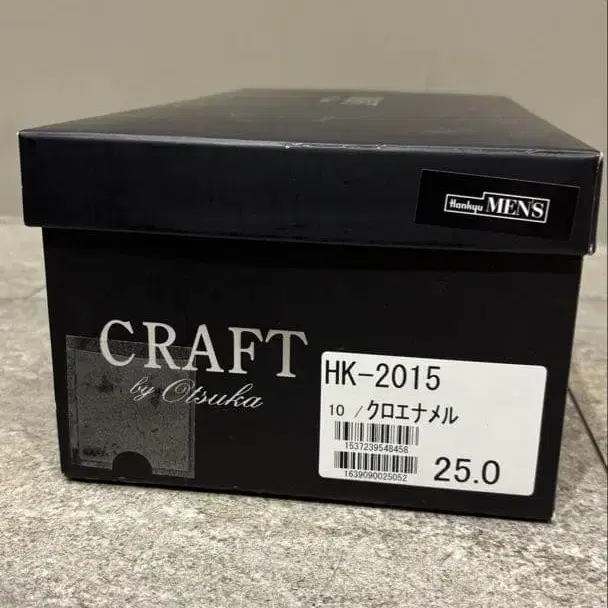 Hankyu MEN'S
CRAFT
by Otsuka
HK-2015
10 /クロエナメル
1537239548458
1639090025052
25.0